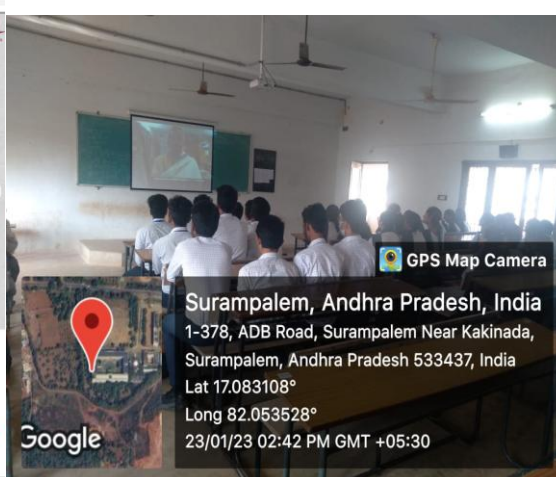 GPS Map Camera
Surampalem, Andhra Pradesh, India
1-378, ADB Road, Surampalem Near Kakinada,
Surampalem, Andhra Pradesh 533437, India
Lat 17.083108°
Long 82.053528°
23/01/23 02:42 PM GMT +05:30
Google